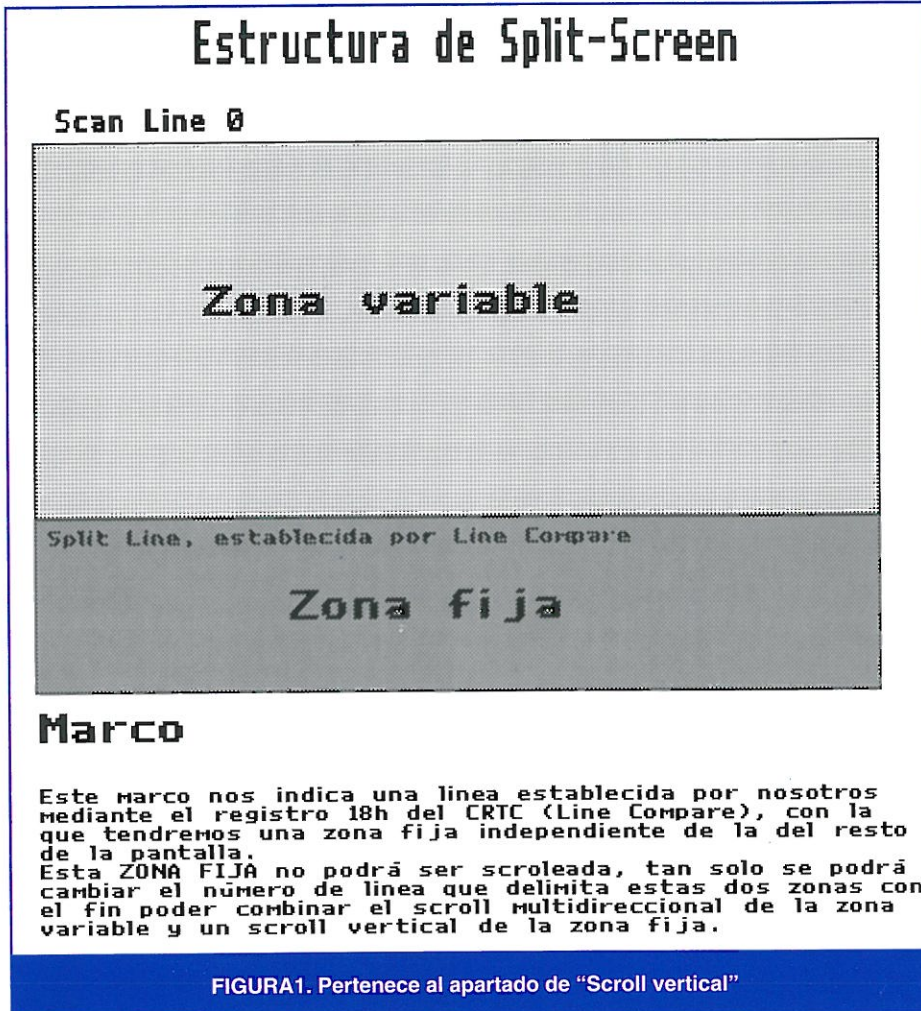 Estructura de Split-Screen
Scan Line 0
Zona variable
Split Line, establecida por Line Compare
Zona fija
Marco
Este marco nos indica una linea establecida por nosotros
mediante el registro 18h del CRTC (Line Compare), con la
que tendremos una zona fija independiente de la del resto
de la pantalla.
Esta ZONA FIJA no podrá ser scroleada, tan solo se podrá
cambiar el número de linea que delimita estas dos zonas con
el fin poder combinar el scroll multidireccional de la zona
variable y un scroll vertical de la zona fija.
FIGURA1. Pertenece al apartado de “Scroll vertical”